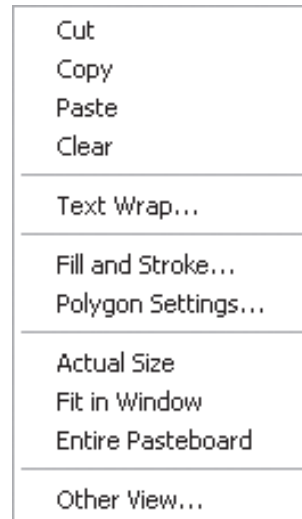 Cut
Copy
Paste
Clear
Text Wrap...
Fill and Stroke...
Polygon Settings...
Actual Size
Fit in Window
Entire Pasteboard
Other View...